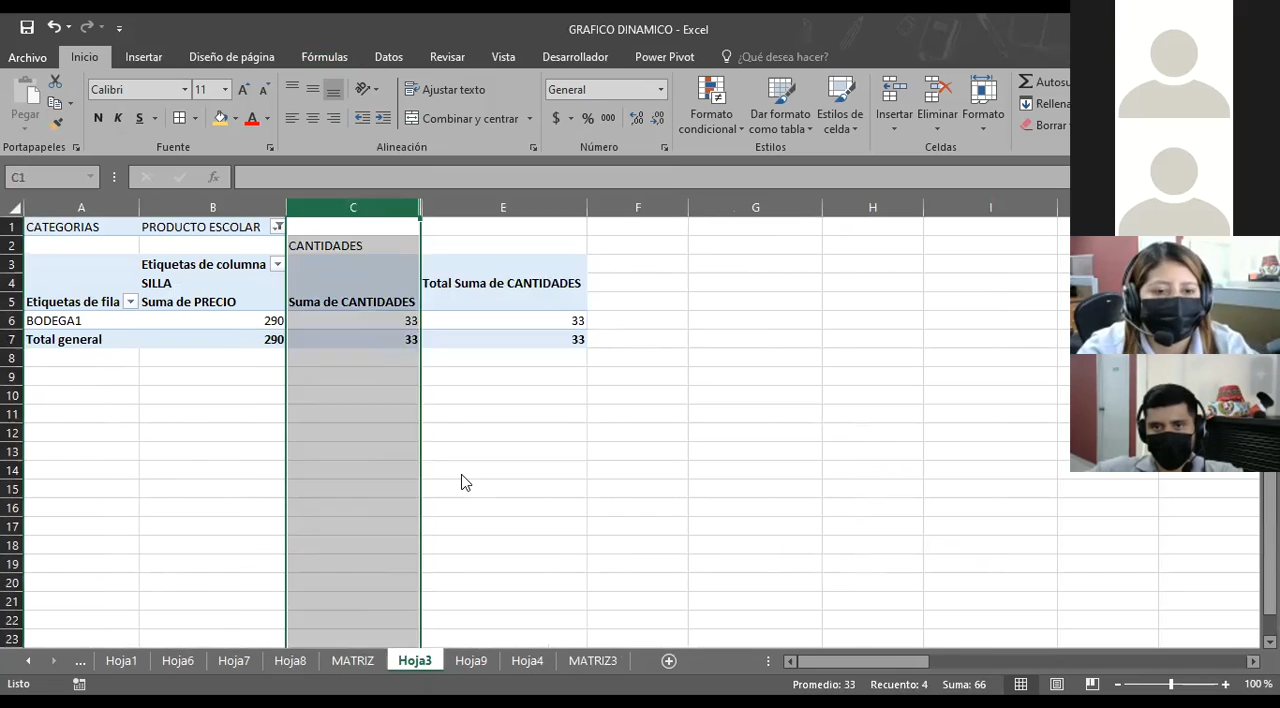 GRAFICO DINAMICO - Excel
Archivo Inicio Insertar Diseño de página Fórmulas Datos Revisar Vista Desarrollador Power Pivot ¿Qué desea hacer?
Pegar
Calibri 11
N K S
Ajustar texto
Combinar y centrar
General
$ % 000
Formato condicional
Dar formato como tabla
Estilos de celda
Insertar Eliminar Formato
Autosu
Rellena
Borrar
Portapapeles Fuente Alineación Número Estilos Celdas
C1 fx
A B C E F G H I
1 CATEGORIAS PRODUCTO ESCOLAR
2 CANTIDADES
3 Etiquetas de columna
4 SILLA Total Suma de CANTIDADES
5 Etiquetas de fila Suma de PRECIO Suma de CANTIDADES
6 BODEGA1 290 33 33
7 Total general 290 33 33
8
9
10
11
12
13
14
15
16
17
18
19
20
21
22
23
... Hoja1 Hoja6 Hoja7 Hoja8 MATRIZ Hoja3 Hoja9 Hoja4 MATRIZ3
Listo Promedio: 33 Recuento: 4 Suma: 66 100 %